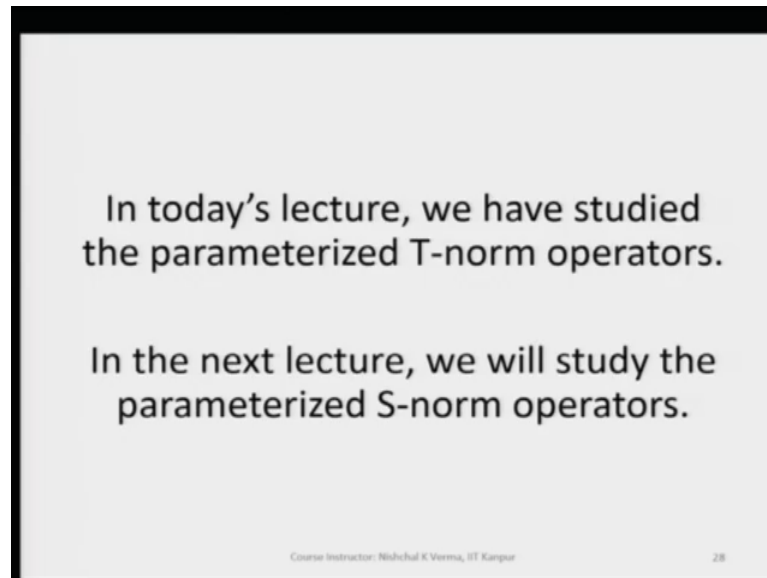 In today’s lecture, we have studied
the parameterized T-norm operators.
In the next lecture, we will study the
parameterized S-norm operators.
Course Instructor: Nishchal K Verma, IIT Kanpur
28